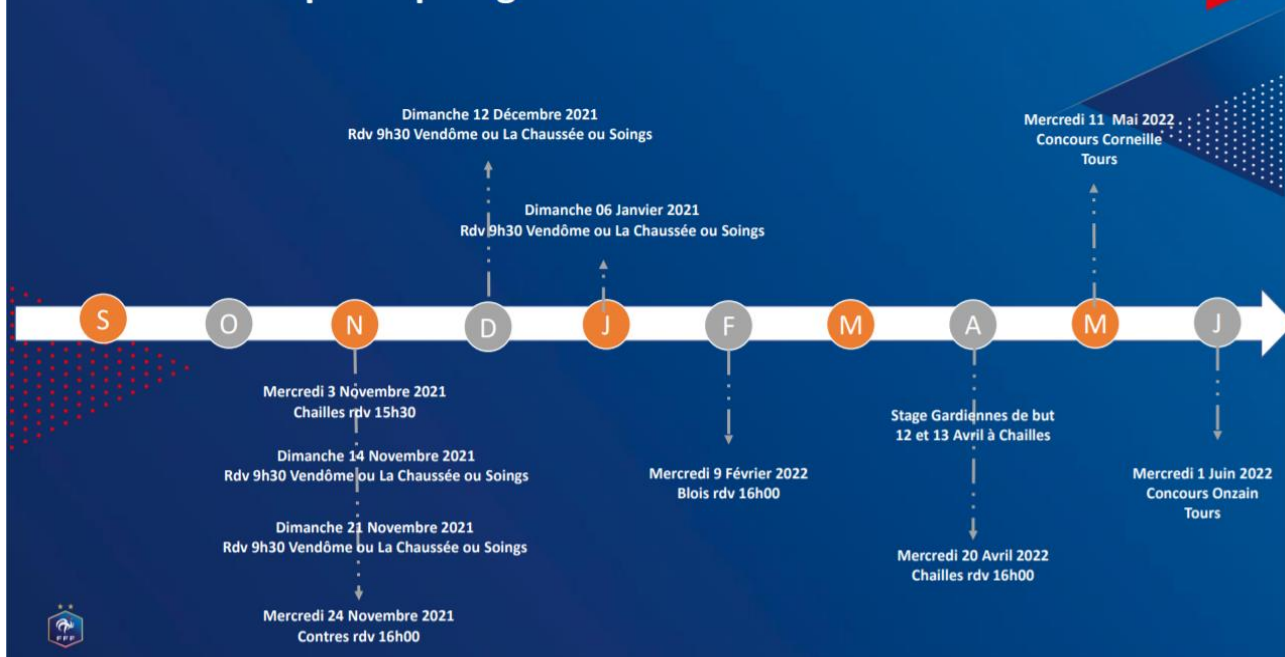 Dimanche 12 Décembre 2021
Rdv 9h30 Vendôme ou La Chaussée ou Soings
Mercredi 11 Mai 2022
Concours Corneille
Tours
Dimanche 06 Janvier 2021
Rdv 9h30 Vendôme ou La Chaussée ou Soings
S O N D J F M A M J
Mercredi 3 Novembre 2021
Chailles rdv 15h30
Dimanche 14 Novembre 2021
Rdv 9h30 Vendôme ou La Chaussée ou Soings
Dimanche 21 Novembre 2021
Rdv 9h30 Vendôme ou La Chaussée ou Soings
Mercredi 24 Novembre 2021
Contres rdv 16h00
Mercredi 9 Février 2022
Blois rdv 16h00
Stage Gardiennes de but
12 et 13 Avril à Chailles
Mercredi 20 Avril 2022
Chailles rdv 16h00
Mercredi 1 Juin 2022
Concours Onzain
Tours
FFF